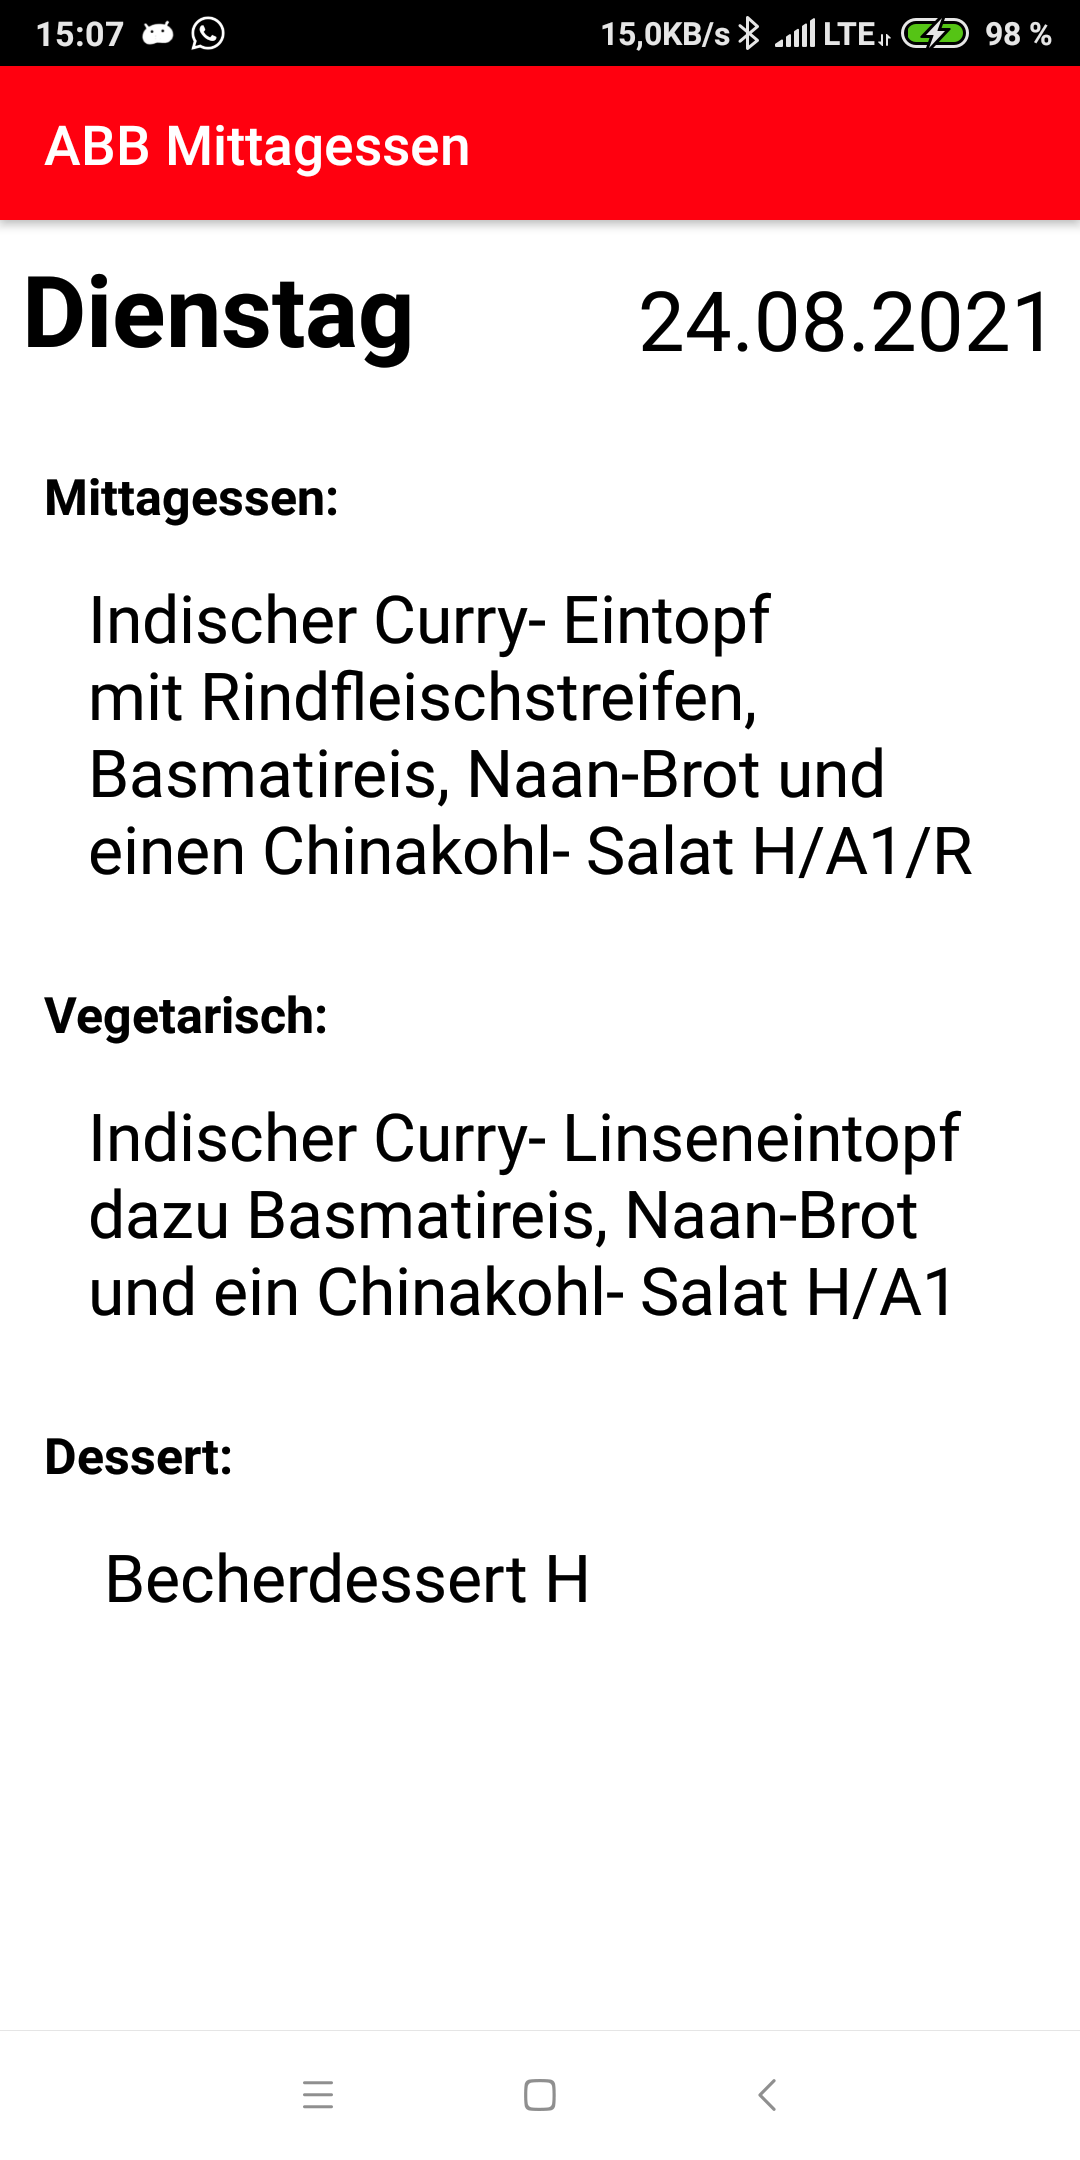 15:07 15,0KB/s LTE 98 %
ABB Mittagessen
Dienstag 24.08.2021
Mittagessen:
Indischer Curry- Eintopf
mit Rindfleischstreifen,
Basmatireis, Naan-Brot und
einen Chinakohl- Salat H/A1/R
Vegetarisch:
Indischer Curry- Linseneintopf
dazu Basmatireis, Naan-Brot
und ein Chinakohl- Salat H/A1
Dessert:
Becherdessert H